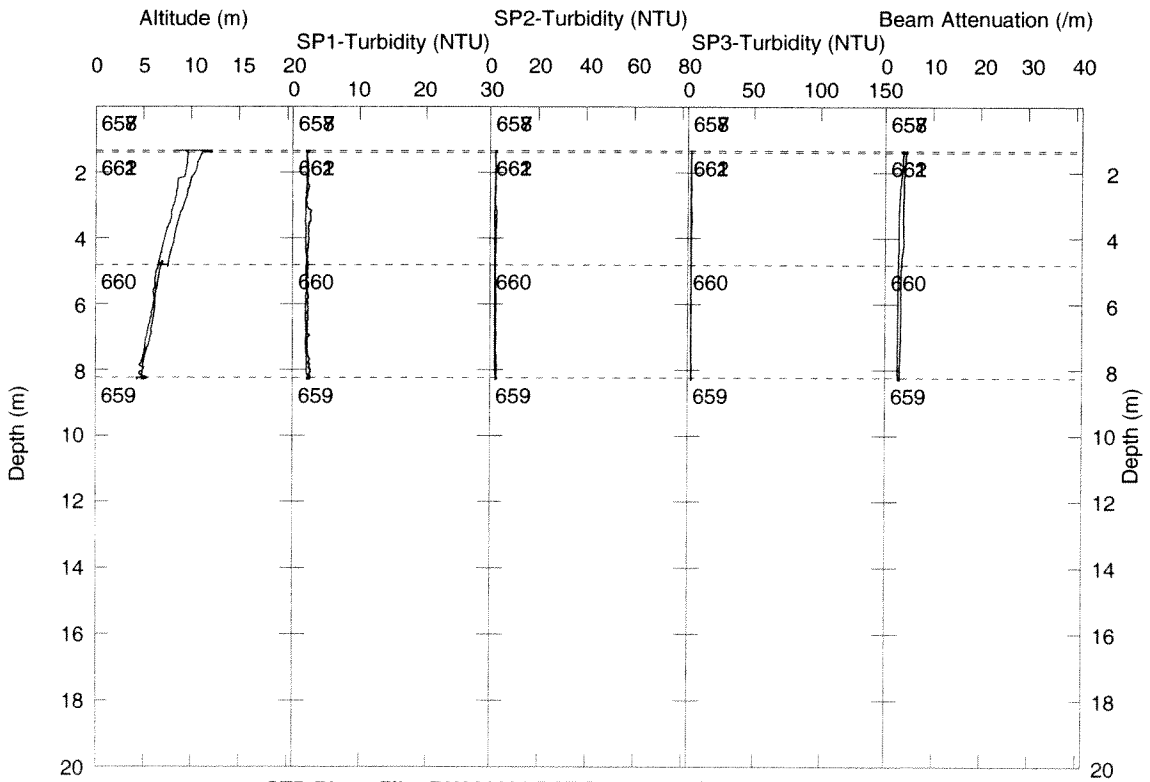 Altitude (m)
SP2-Turbidity (NTU)
Beam Attenuation (/m)
SP1-Turbidity (NTU)
SP3-Turbidity (NTU)
0 5 10 15 20
0 20 40 60 80
0 10 20 30 40
0 10 20 30
0 50 100 150
660 660 660 660 660
659 659 659 659 659
Depth (m)
2
4
6
8
10
12
14
16
18
20
Depth (m)
2
4
6
8
10
12
14
16
18
20